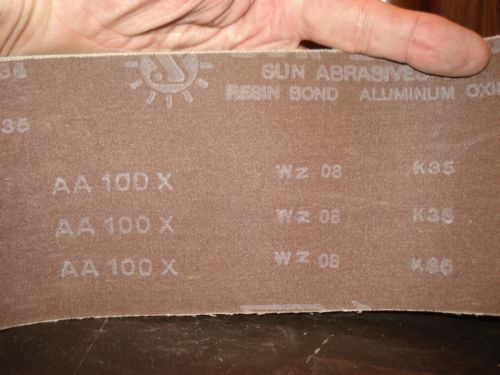 SUN ABRASIVES
RESIN BOND ALUMINUM OXI
K35
35
AA 100 X WZ 08 K35
AA 100 X WZ 08 K35
AA 100 X WZ 08 K35